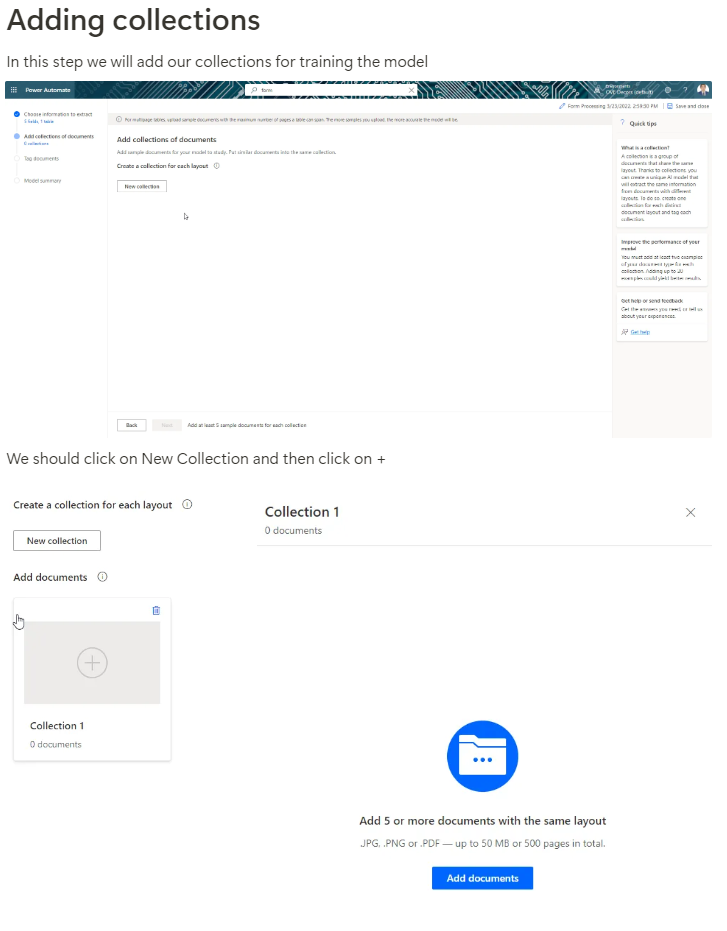 Adding collections
In this step we will add our collections for training the model
Power Automate
form
Environments
Form Processing 3/23/2022, 2:59:50 PM
Save and close
Choose information to extract
Add collections of documents
0 collections
Tag documents
Model summary
For multipage tables, upload sample documents with the maximum number of pages a table can span. The more samples you upload, the more accurate the model will be.
Add collections of documents
Add sample documents for your model to study. Put similar documents into the same collection.
Create a collection for each layout
New collection
Back
Next
Add at least 5 sample documents for each collection
Quick tips
What is a collection?
A collection is a group of
documents that share the same
layout. Thanks to collections, you
can create a unique AI model that
will extract the same information
from documents with different
layouts. To do so, create one
collection for each distinct
document layout and tag each
collection.
Improve the performance of your
model
You must add at least five examples
of your document type for each
collection. Adding up to
examples could yield better results.
Get help or send feedback
Get the answers you need, or tell us
about your experiences.
Get help
We should click on New Collection and then click on +
Create a collection for each layout
New collection
Add documents
Collection 1
0 documents
Collection 1
0 documents
Add 5 or more documents with the same layout
.JPG, .PNG or .PDF — up to 50 MB or 500 pages in total.
Add documents